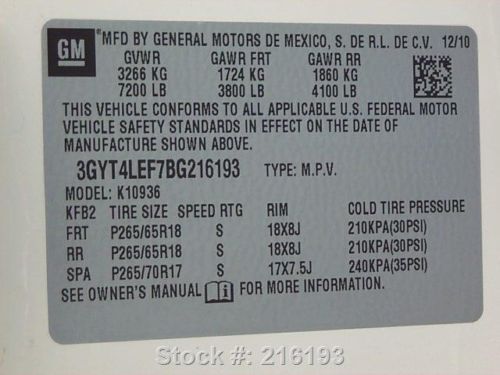 GM MFD BY GENERAL MOTORS DE MEXICO, S. DE R.L. DE C.V. 12/10
GVWR GAWR FRT GAWR RR
3266 KG 1724 KG 1860 KG
7200 LB 3800 LB 4100 LB
THIS VEHICLE CONFORMS TO ALL APPLICABLE U.S. FEDERAL MOTOR
VEHICLE SAFETY STANDARDS IN EFFECT ON THE DATE OF
MANUFACTURE SHOWN ABOVE.
3GYT4LEF7BG216193 TYPE: M.P.V.
MODEL: K10936
KFB2 TIRE SIZE SPEED RTG RIM COLD TIRE PRESSURE
FRT P265/65R18 S 18X8J 210KPA(30PSI)
RR P265/65R18 S 18X8J 210KPA(30PSI)
SPA P265/70R17 S 17X7.5J 240KPA(35PSI)
SEE OWNER'S MANUAL FOR MORE INFORMATION.
Stock #: 216193